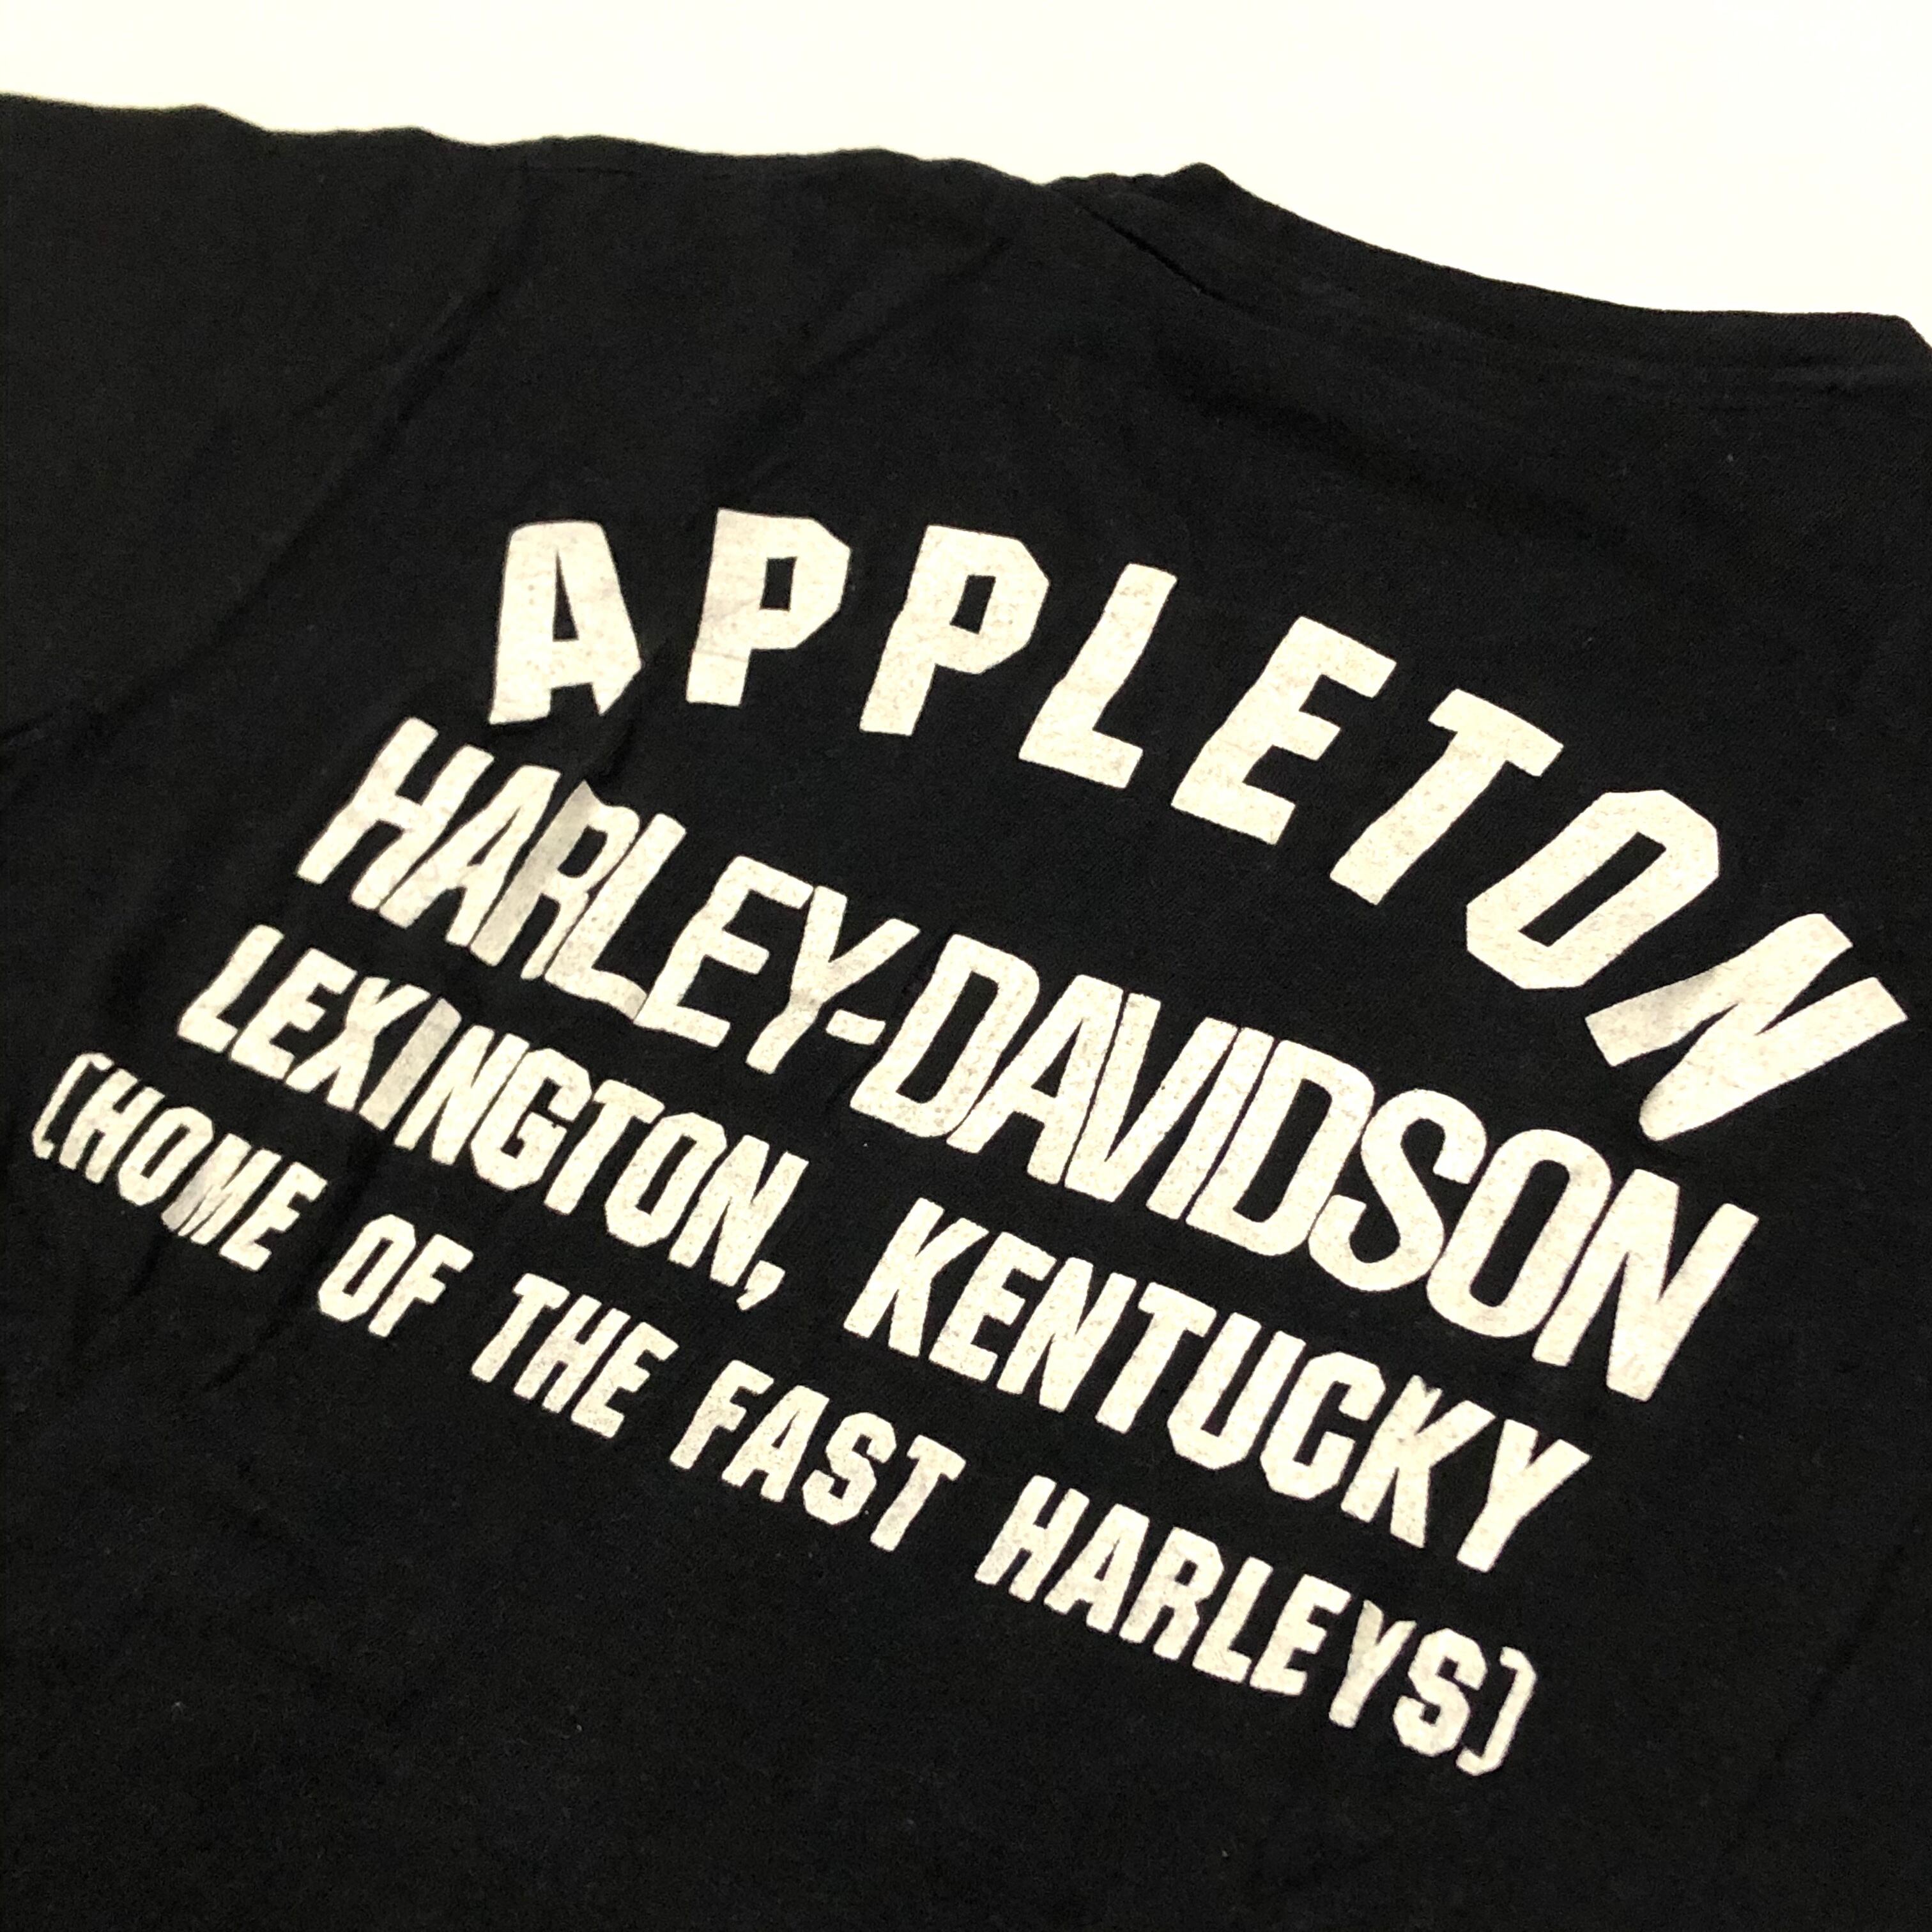 APPLETON
HARLEY-DAVIDSON
LEXINGTON, KENTUCKY
(HOME OF THE FAST HARLEYS)